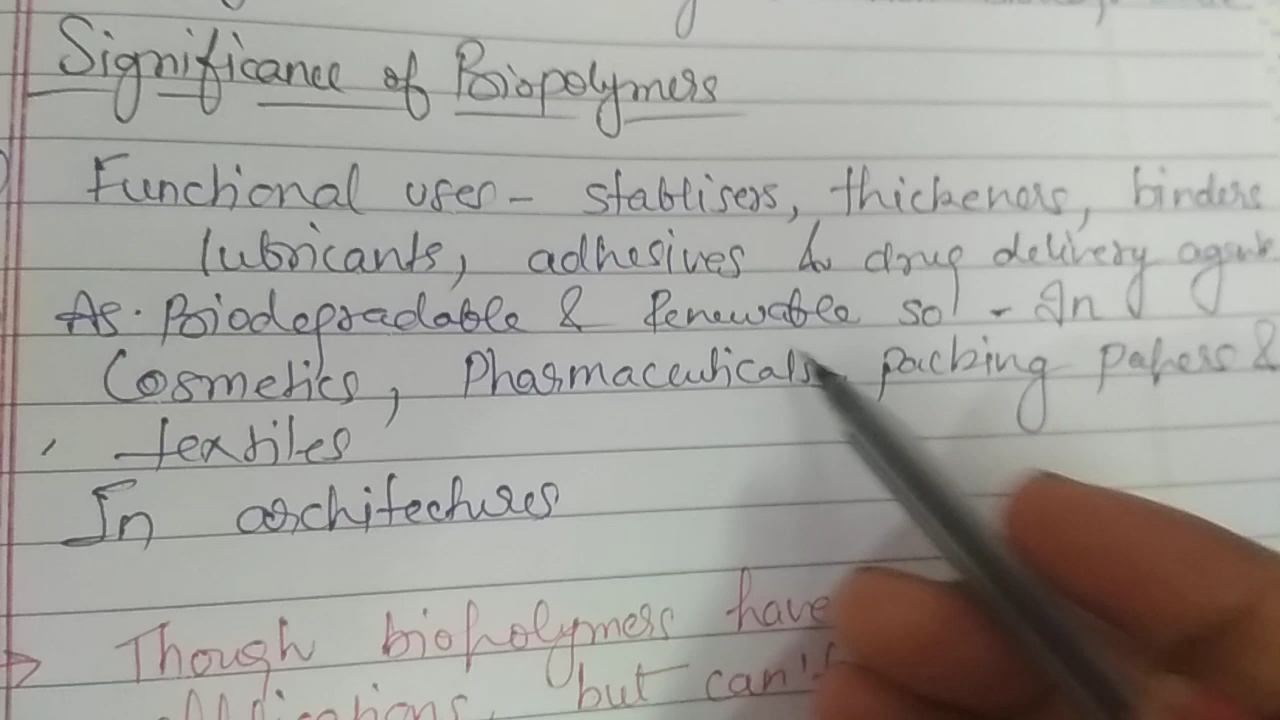 Significance of Biopolymers
Functional uses - stablisers, thickeners, binders
lubricants, adhesives & drug delivery agent
As. Biodegradable & Renewable so - In
Cosmetics, Pharmaceuticals, packing papers &
textiles
In architectures
Though biopolymers have
but can't